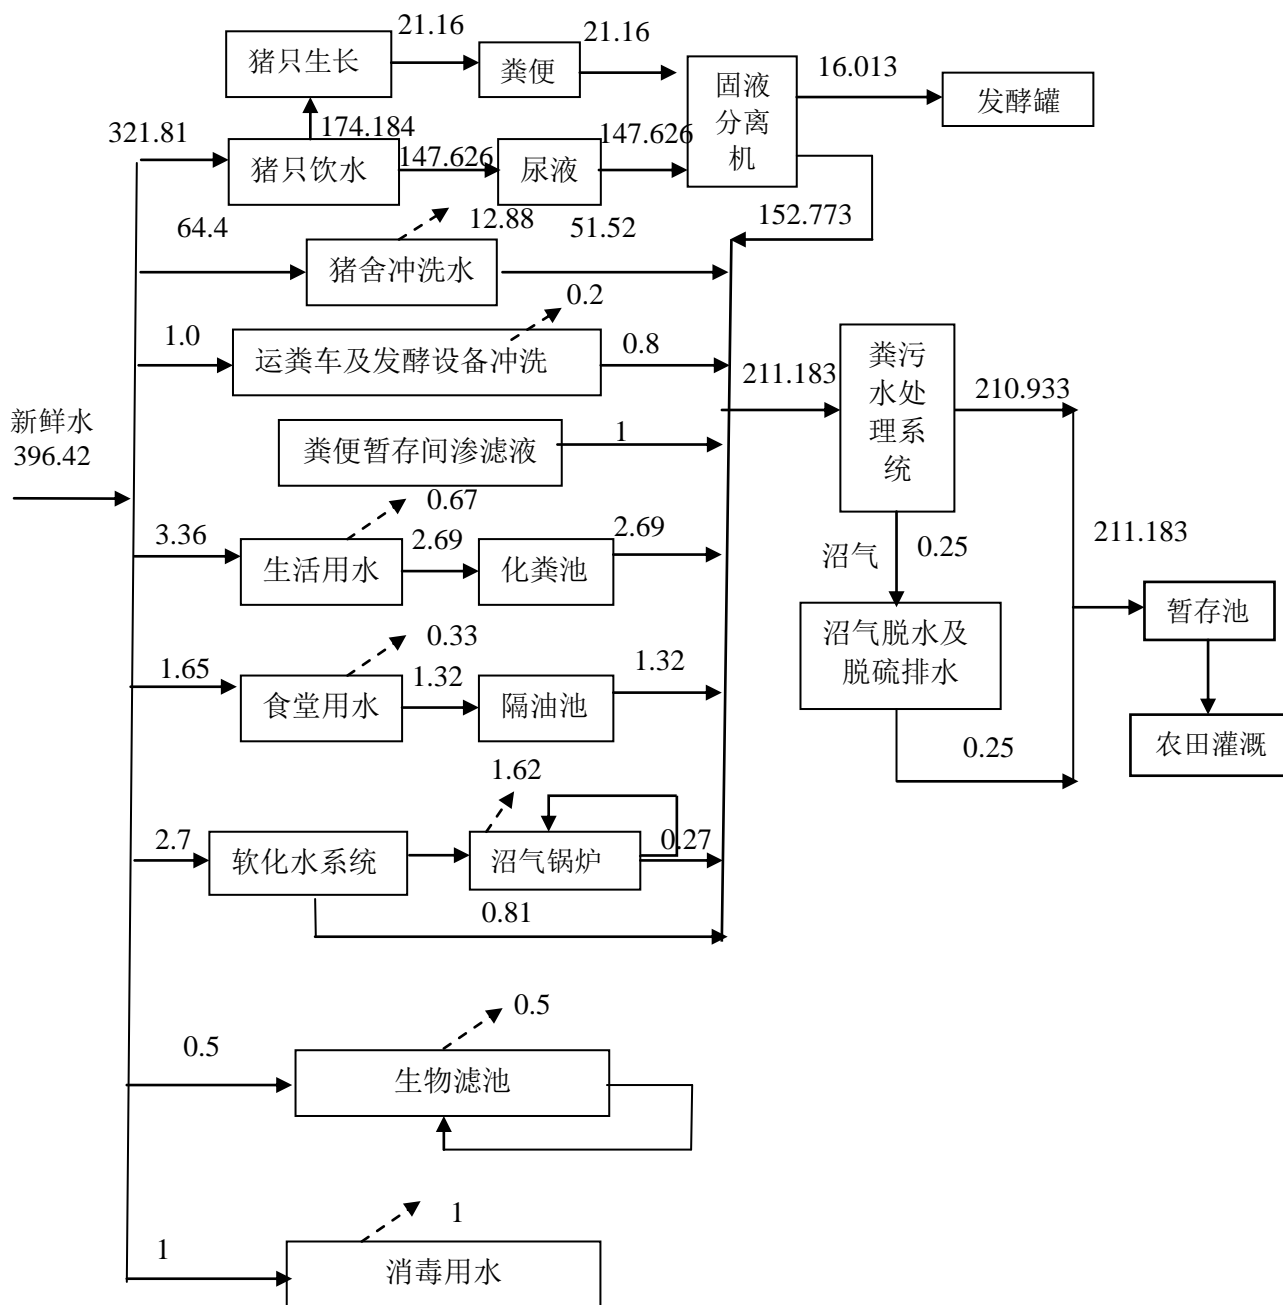 21.16
21.16
猪只生长
粪便
固液
分离
机
16.013
发酵罐
321.81
174.184
147.626
147.626
猪只饮水
尿液
64.4
12.88
51.52
152.773
猪舍冲洗水
0.2
1.0
运粪车及发酵设备冲洗
0.8
粪污
水处
理系
统
211.183
210.933
新鲜水
396.42
粪便暂存间渗滤液
1
0.67
3.36
生活用水
2.69
化粪池
2.69
沼气
0.25
211.183
暂存池
沼气脱水及
脱硫排水
0.33
1.65
食堂用水
1.32
隔油池
1.32
0.25
农田灌溉
1.62
2.7
软化水系统
沼气锅炉
0.27
0.81
0.5
0.5
生物滤池
1
1
消毒用水